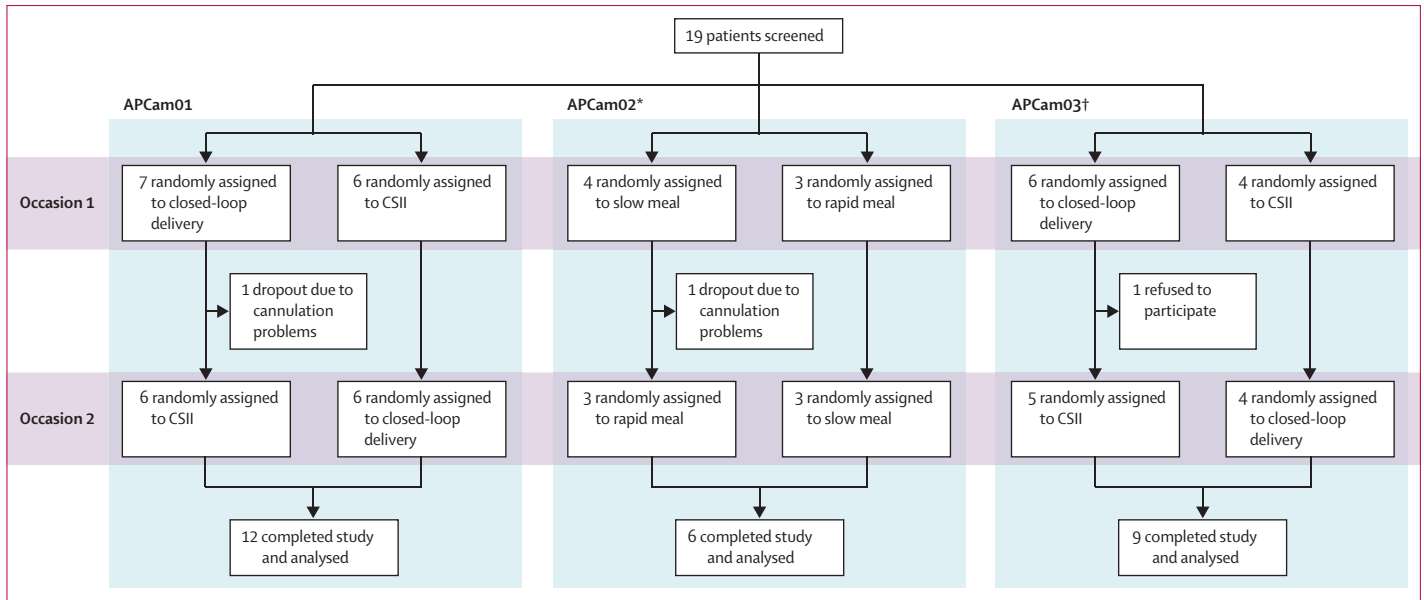 19 patients screened
APCam01
APCam02*
APCam03†
Occasion 1
7 randomly assigned
to closed-loop
delivery
6 randomly assigned
to CSII
4 randomly assigned
to slow meal
3 randomly assigned
to rapid meal
6 randomly assigned
to closed-loop
delivery
4 randomly assigned
to CSII
1 dropout due to
cannulation
problems
1 dropout due to
cannulation
problems
1 refused to
participate
Occasion 2
6 randomly assigned
to CSII
6 randomly assigned
to closed-loop
delivery
3 randomly assigned
to rapid meal
3 randomly assigned
to slow meal
5 randomly assigned
to CSII
4 randomly assigned
to closed-loop
delivery
12 completed study
and analysed
6 completed study
and analysed
9 completed study
and analysed